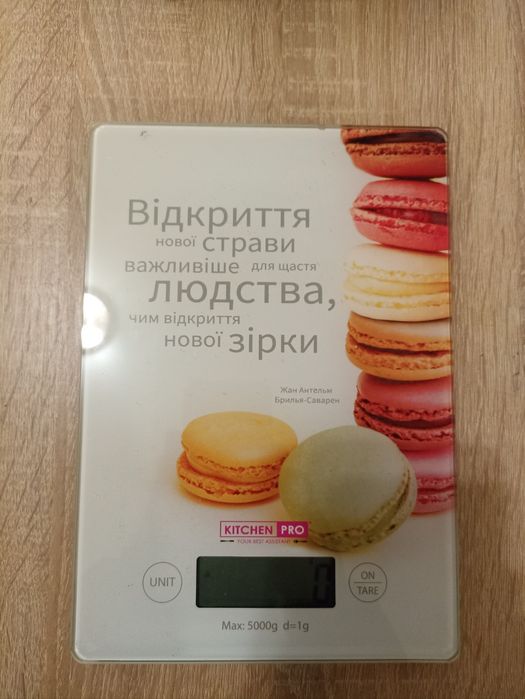 Відкриття
нової страви
важливіше для щастя
людства,
чим відкриття
нової зірки
Жан Антельм
Брилья-Саварен
KITCHEN PRO
YOUR BEST ASSISTANT
UNIT
0
ON
TARE
Max: 5000g d=1g